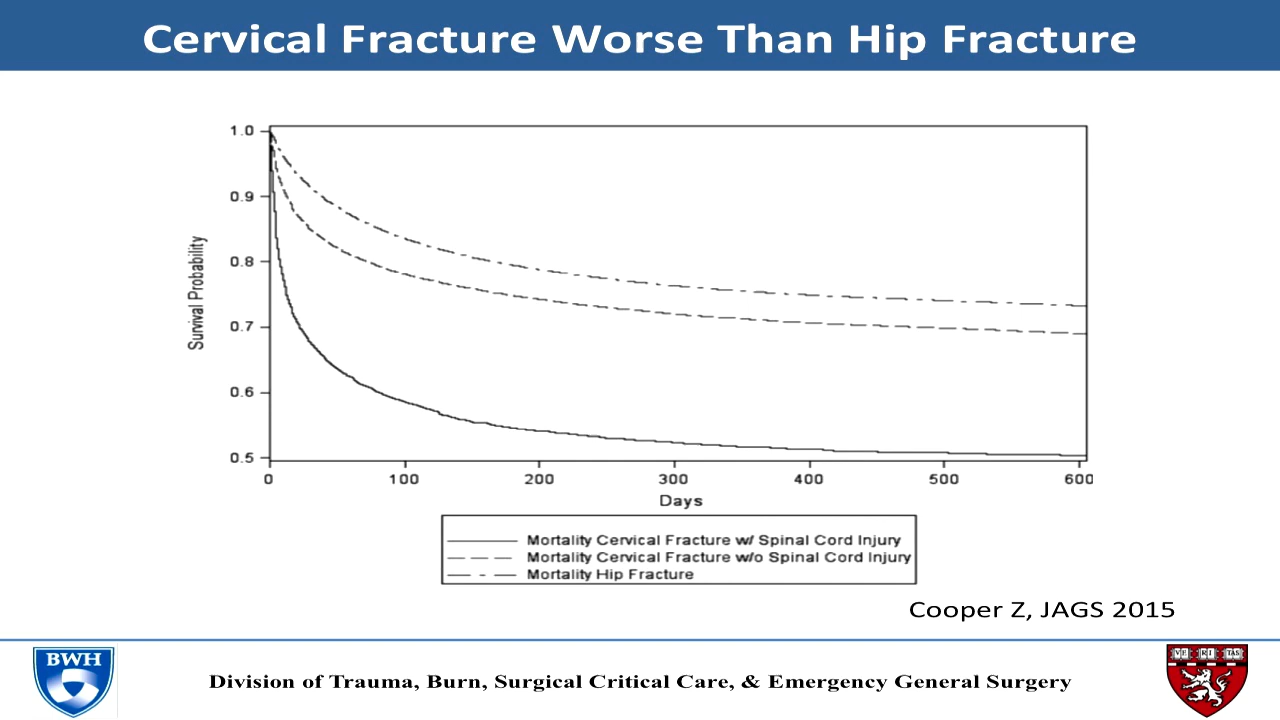 Cervical Fracture Worse Than Hip Fracture
1.0
0.9
0.8
0.7
0.6
0.5
Survival Probability
0 100 200 300 400 500 600
Days
Mortality Cervical Fracture w/ Spinal Cord Injury
Mortality Cervical Fracture w/o Spinal Cord Injury
Mortality Hip Fracture
Cooper Z, JAGS 2015
BWH
Division of Trauma, Burn, Surgical Critical Care, & Emergency General Surgery
VE RI TAS